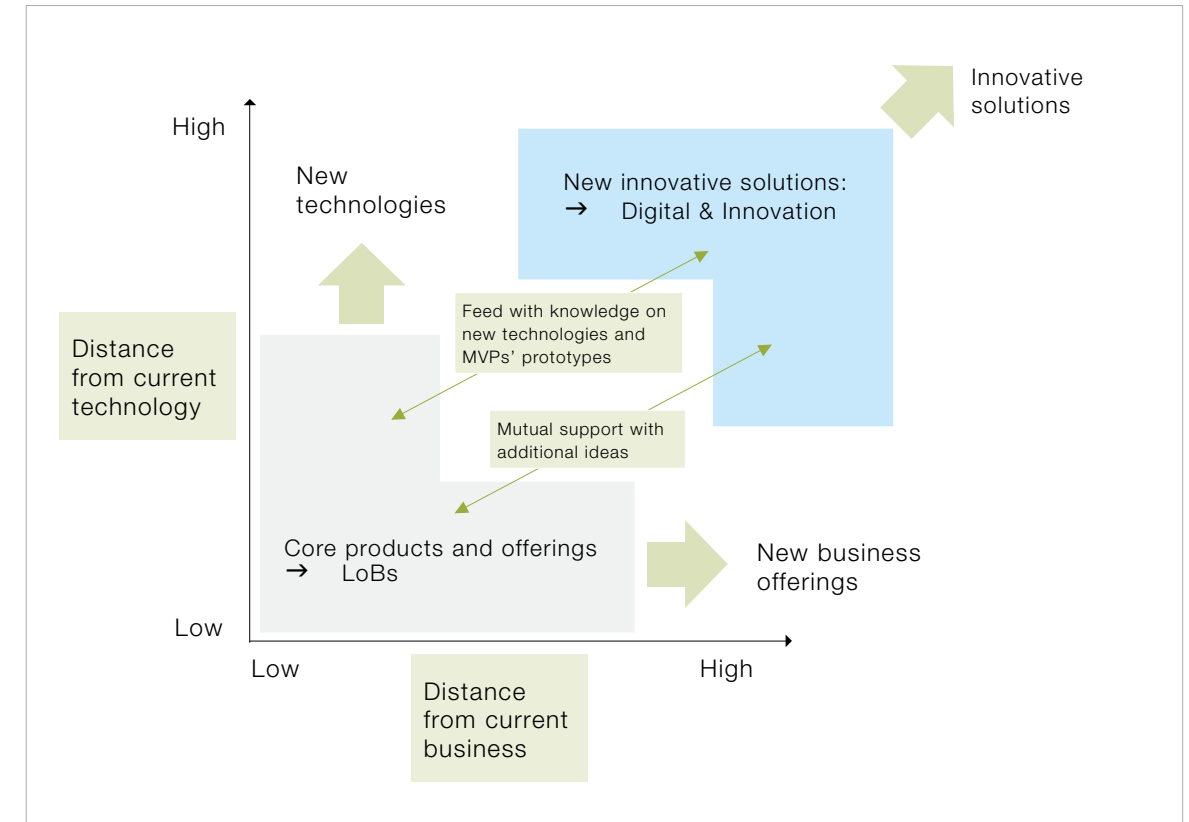 Innovative
solutions
High
New
technologies
New innovative solutions:
→ Digital & Innovation
Feed with knowledge on
new technologies and
MVPs’ prototypes
Distance
from current
technology
Mutual support with
additional ideas
Core products and offerings
→ LoBs
New business
offerings
Low
Low
High
Distance
from current
business